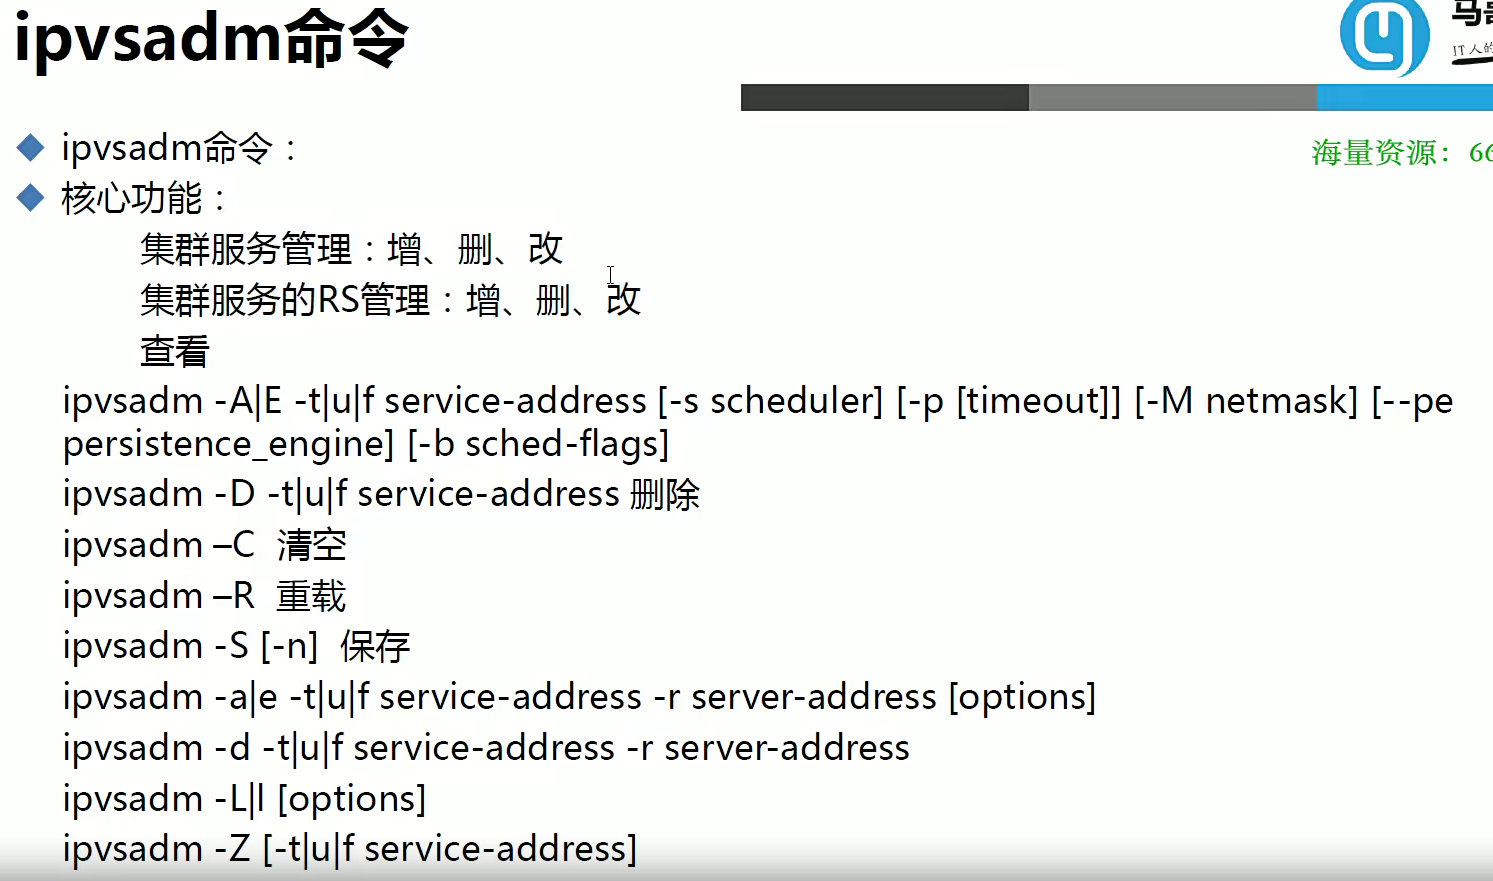 ipvsadm命令
IT人的
海量资源：66
ipvsadm命令：
核心功能：
集群服务管理：增、删、改
集群服务的RS管理：增、删、改
查看
ipvsadm -A|E -t|u|f service-address [-s scheduler] [-p [timeout]] [-M netmask] [--pe
persistence_engine] [-b sched-flags]
ipvsadm -D -t|u|f service-address 删除
ipvsadm –C 清空
ipvsadm –R 重载
ipvsadm -S [-n] 保存
ipvsadm -a|e -t|u|f service-address -r server-address [options]
ipvsadm -d -t|u|f service-address -r server-address
ipvsadm -L|l [options]
ipvsadm -Z [-t|u|f service-address]